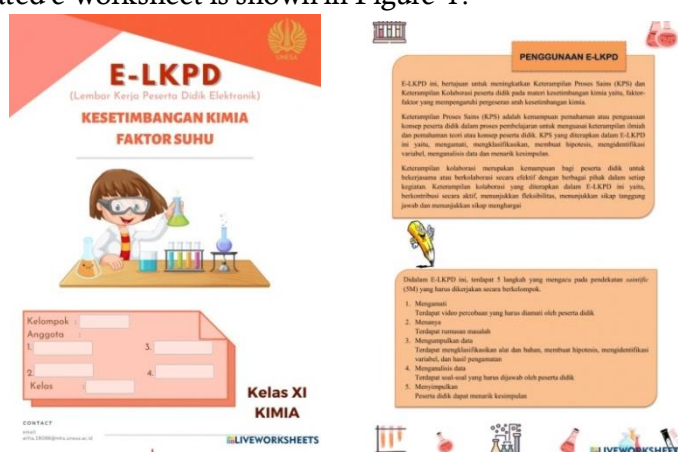 ated e-worksheet is shown in Figure 1.
UNESA
E-LKPD
(Lembar Kerja Peserta Didik Elektronik)
KESETIMBANGAN KIMIA
FAKTOR SUHU
Kelompok :
Anggota :
1.
3.
2.
4.
Kelas :
Kelas XI
KIMIA
CONTACT
email
LIVEWORKSHEETS
PENGGUNAAN E-LKPD
E-LKPD ini, bertujuan untuk meningkatkan Keterampilan Proses Sains (KPS) dan
Keterampilan Kolaborasi peserta didik pada materi kesetimbangan kimia yaitu, faktor-
faktor yang mempengaruhi pergeseran arah kesetimbangan kimia.
Keterampilan Proses Sains (KPS) adalah kemampuan pemahaman atau penguasaan
konsep peserta didik dalam proses pembelajaran untuk menguasai keterampilan ilmiah
dan pemahaman teori atau konsep peserta didik. KPS yang diterapkan dalam E-LKPD
ini yaitu, mengamati, mengklasifikasikan, membuat hipotesis, mengidentifikasi
variabel, menganalisis data dan menarik kesimpulan.
Keterampilan kolaborasi merupakan kemampuan bagi peserta didik untuk
bekerjasama atau berkolaborasi secara efektif dengan berbagai pihak dalam setiap
kegiatan. Keterampilan kolaborasi yang diterapkan dalam E-LKPD ini yaitu,
berkontribusi secara aktif, menunjukkan fleksibilitas, menunjukkan sikap tanggung
jawab dan menunjukkan sikap menghargai
Didalam E-LKPD ini, terdapat 5 langkah yang mengacu pada pendekatan saintific
(5M) yang harus dikerjakan secara berkelompok.
1. Mengamati
Terdapat video percobaan yang harus diamati oleh peserta didik
2. Menanya
Terdapat rumusan masalah
3. Mengumpulkan data
Terdapat mengklasifikasikan alat dan bahan, membuat hipotesis, mengidentifikasi
variabel, dan hasil pengamatan
4. Menganalisis data
Terdapat soal-soal yang harus dijawab oleh peserta didik
5. Menyimpulkan
Peserta didik dapat menarik kesimpulan
LIVEWORKSHEETS